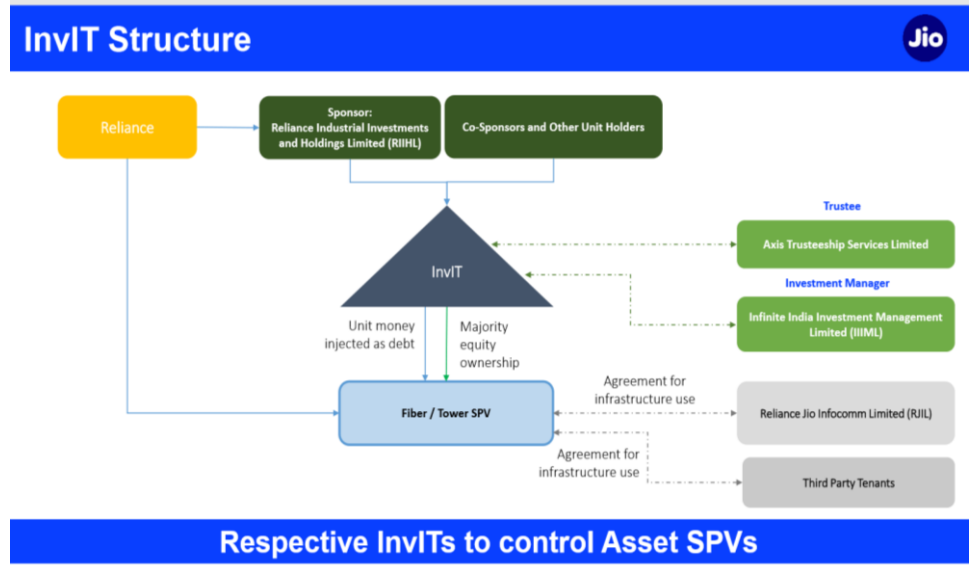 InvIT Structure
Jio
Reliance
Sponsor:
Reliance Industrial Investments
and Holdings Limited (RIIHL)
Co-Sponsors and Other Unit Holders
Trustee
Axis Trusteeship Services Limited
InvIT
Investment Manager
Infinite India Investment Management
Limited (IIIML)
Unit money
injected as debt
Majority
equity
ownership
Fiber / Tower SPV
Agreement for
infrastructure use
Reliance Jio Infocomm Limited (RJIL)
Agreement for
infrastructure use
Third Party Tenants
Respective InvITs to control Asset SPVs